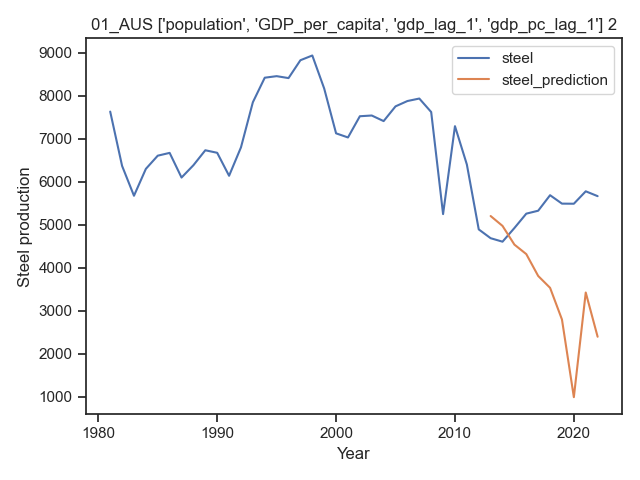 01_AUS ['population', 'GDP_per_capita', 'gdp_lag_1', 'gdp_pc_lag_1'] 2
steel
steel_prediction
9000
8000
7000
6000
5000
4000
3000
2000
1000
Steel production
1980
1990
2000
2010
2020
Year